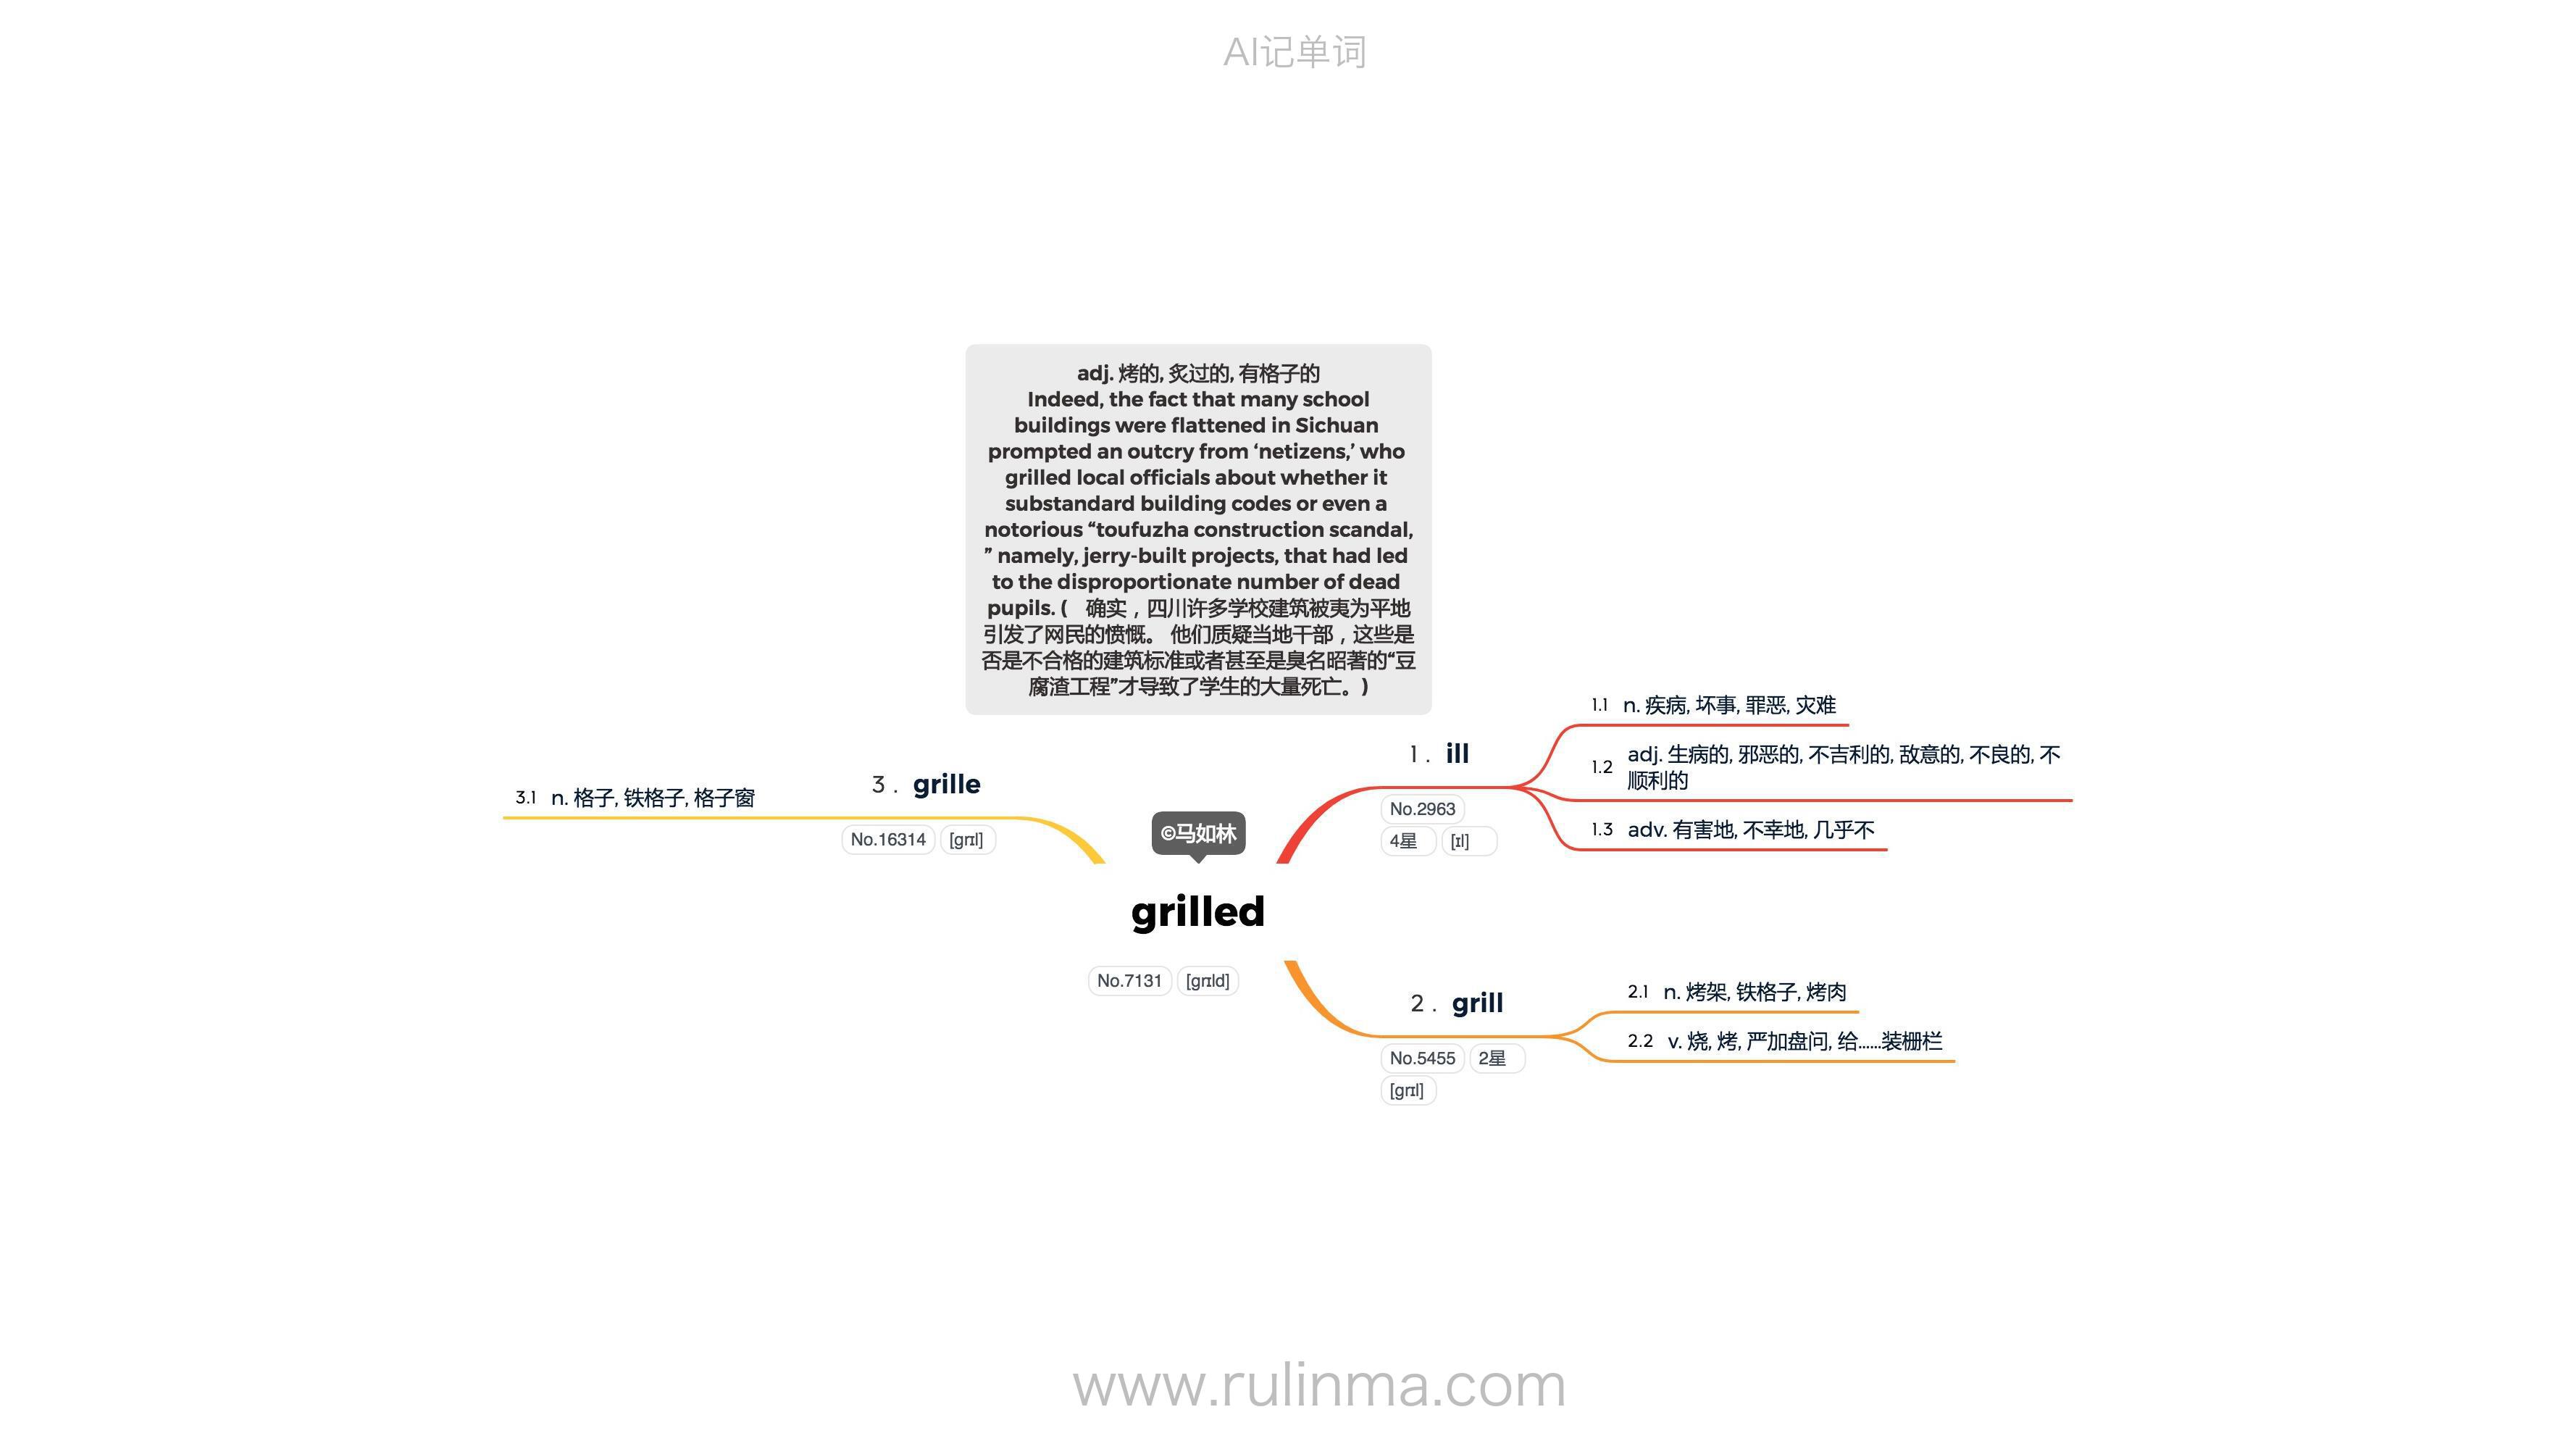 AI记单词
adj. 烤的, 炙过的, 有格子的
Indeed, the fact that many school
buildings were flattened in Sichuan
prompted an outcry from ‘netizens,’ who
grilled local officials about whether it
substandard building codes or even a
notorious “toufuzha construction scandal,
” namely, jerry-built projects, that had led
to the disproportionate number of dead
pupils. ( 确实，四川许多学校建筑被夷为平地
引发了网民的愤慨。 他们质疑当地干部，这些是
否是不合格的建筑标准或者甚至是臭名昭著的“豆
腐渣工程”才导致了学生的大量死亡。)
©马如林
grilled
No.7131 [grɪld]
1. ill
No.2963
4星 [ɪl]
1.1 n. 疾病, 坏事, 罪恶, 灾难
1.2 adj. 生病的, 邪恶的, 不吉利的, 敌意的, 不良的, 不
顺利的
1.3 adv. 有害地, 不幸地, 几乎不
2. grill
No.5455 2星
[grɪl]
2.1 n. 烤架, 铁格子, 烤肉
2.2 v. 烧, 烤, 严加盘问, 给......装栅栏
3. grille
No.16314 [grɪl]
3.1 n. 格子, 铁格子, 格子窗
www.rulinma.com